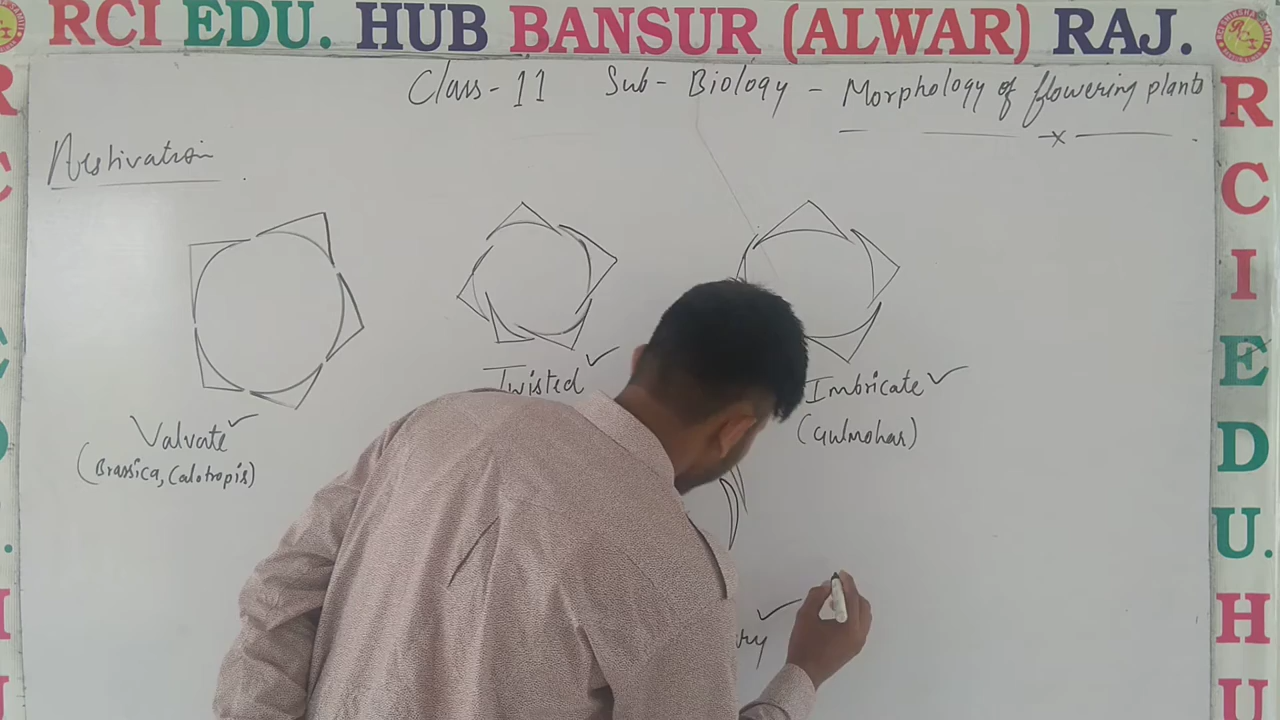 RCI EDU. HUB BANSUR (ALWAR) RAJ.
Class-11 Sub- Biology - Morphology of flowering plants
Aestivation
Twisted
Imbricate
(Gulmohar)
Valvate
(Brassica, Calotropis)
R
C
I
E
D
U.
H
U